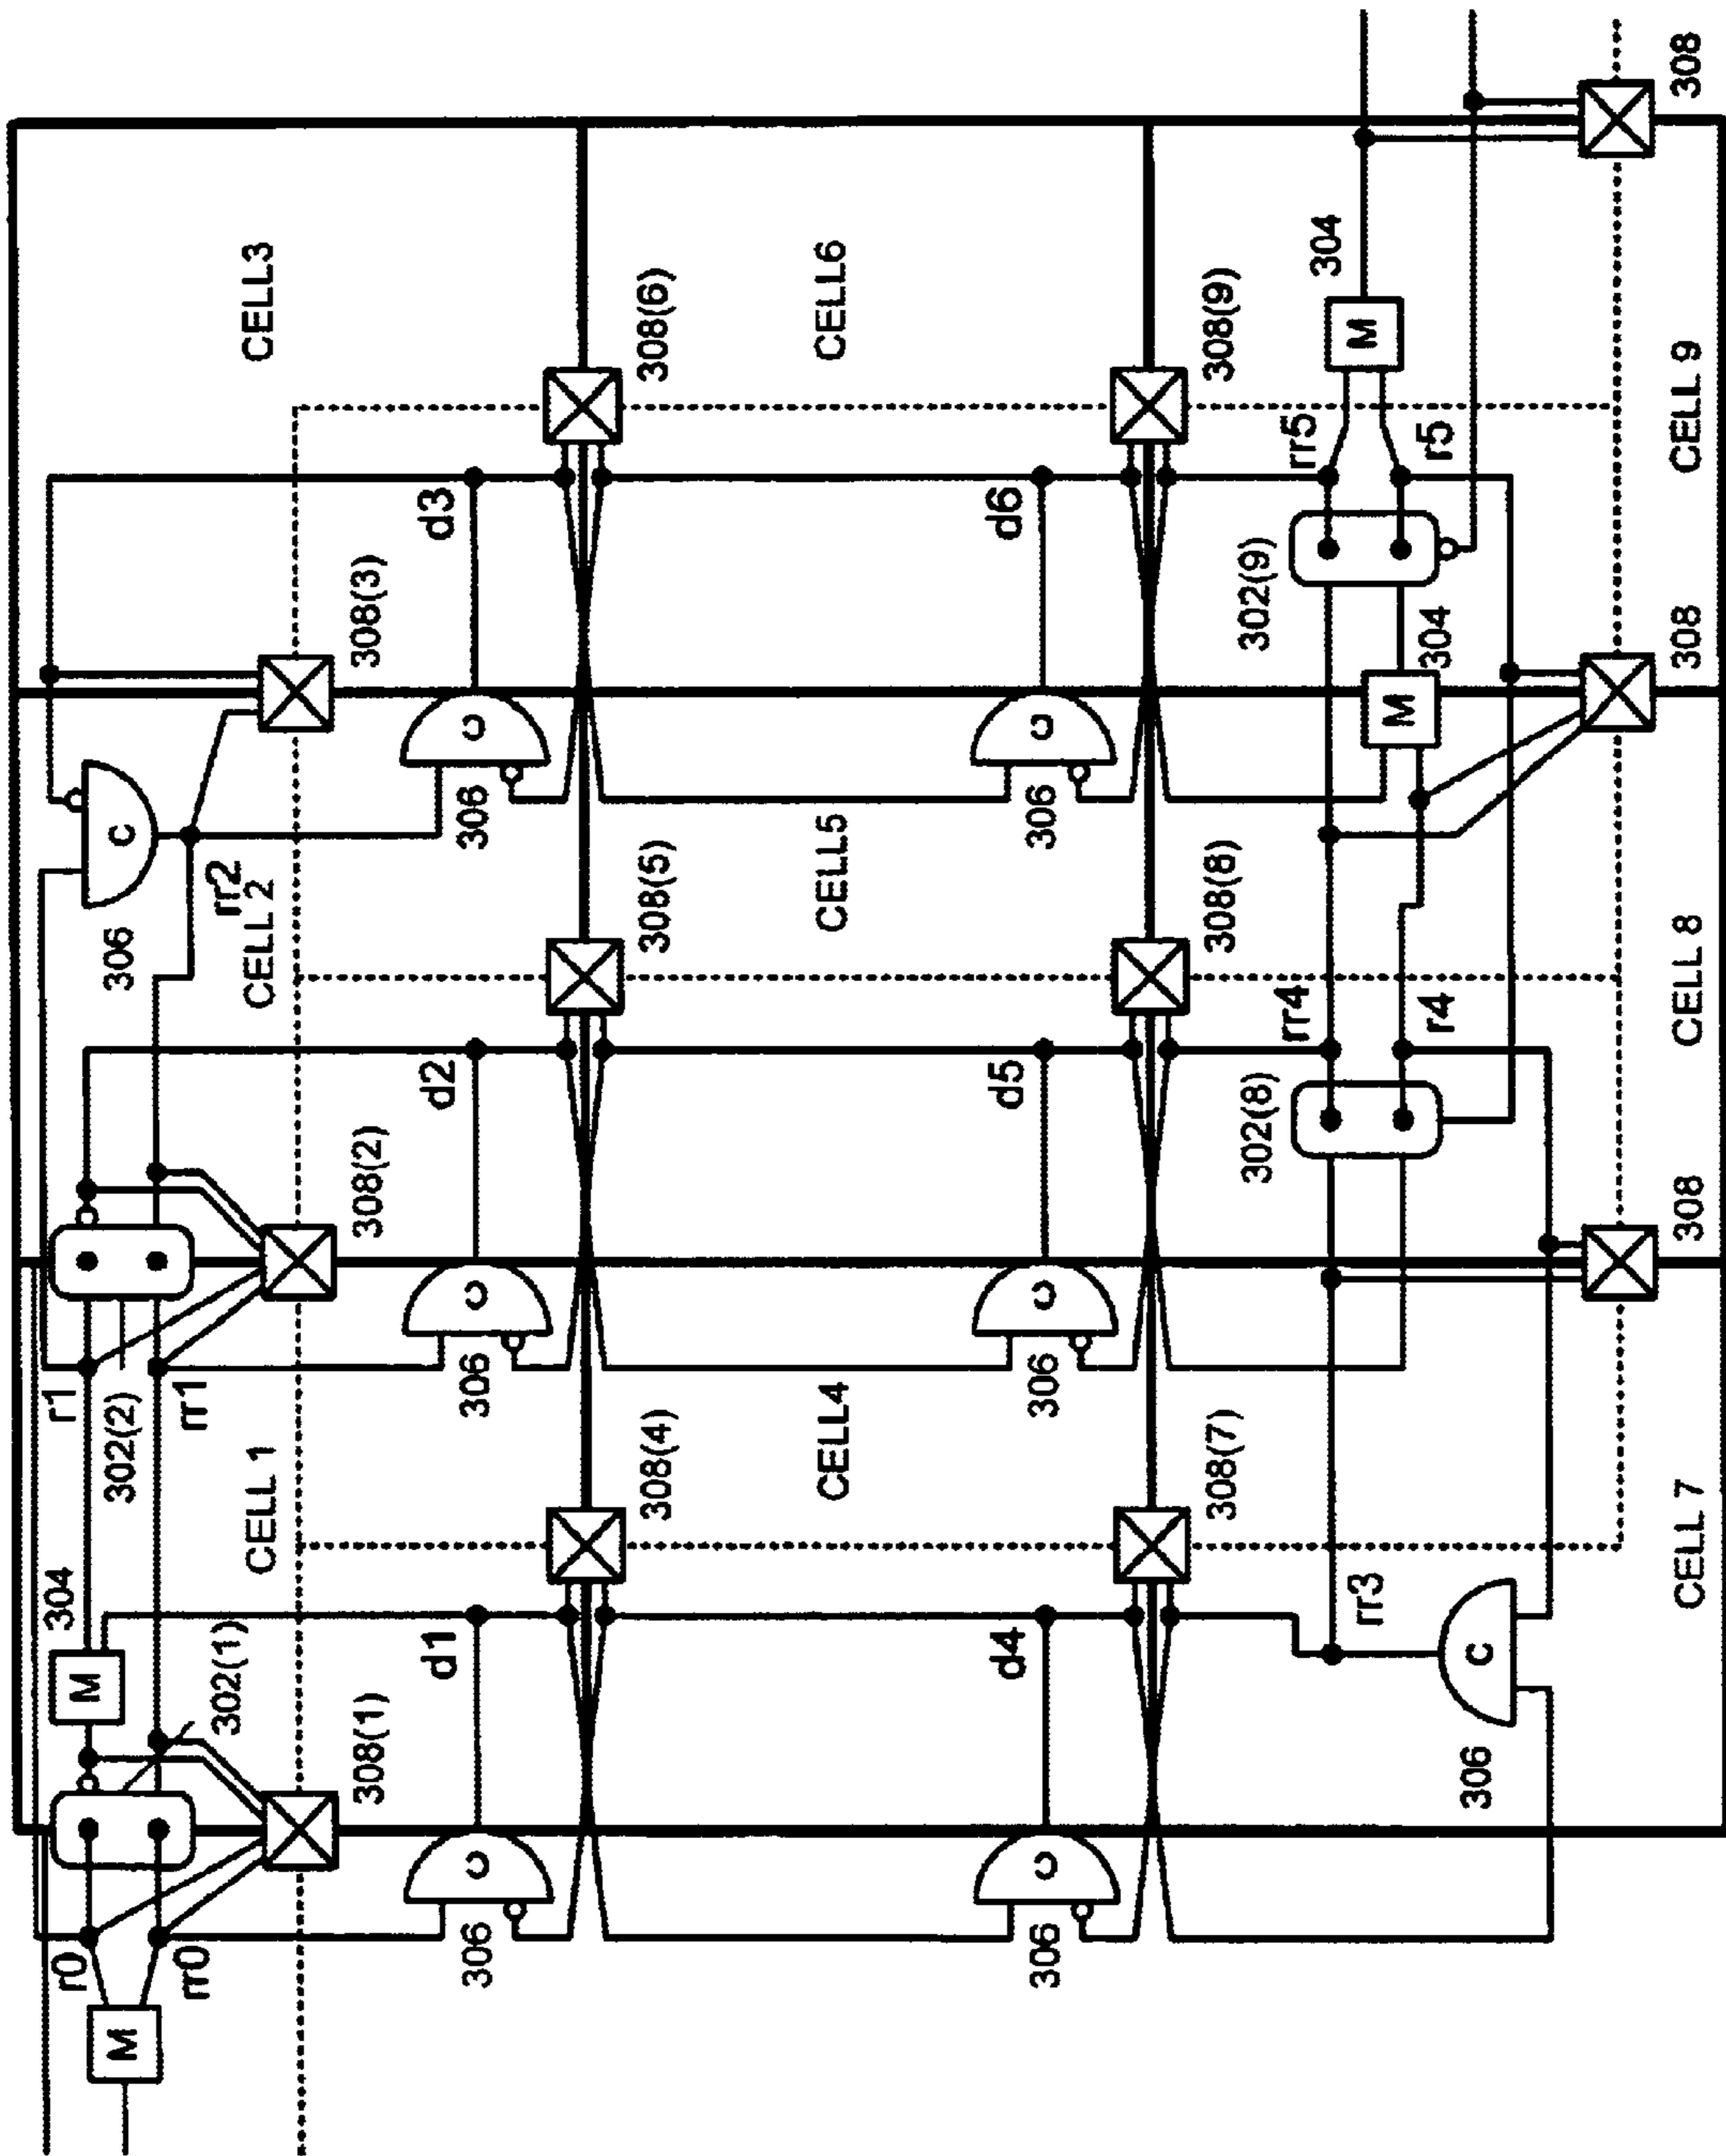 r0
304
r1
M
M
302(2)
306
C
rr0
rr1
302(1)
rr2
CELL 1
CELL 2
CELL3
308(1)
308(2)
308(3)
d1
d2
d3
C
C
C
306
306
306
308(4)
308(5)
308(6)
CELL4
CELL5
CELL6
d4
d5
d6
C
C
C
306
306
306
308(7)
308(8)
308(9)
302(8)
302(9)
rr4
rr5
304
rr3
M
M
r4
304
r5
306
C
CELL 7
CELL 8
CELL 9
308
308
308